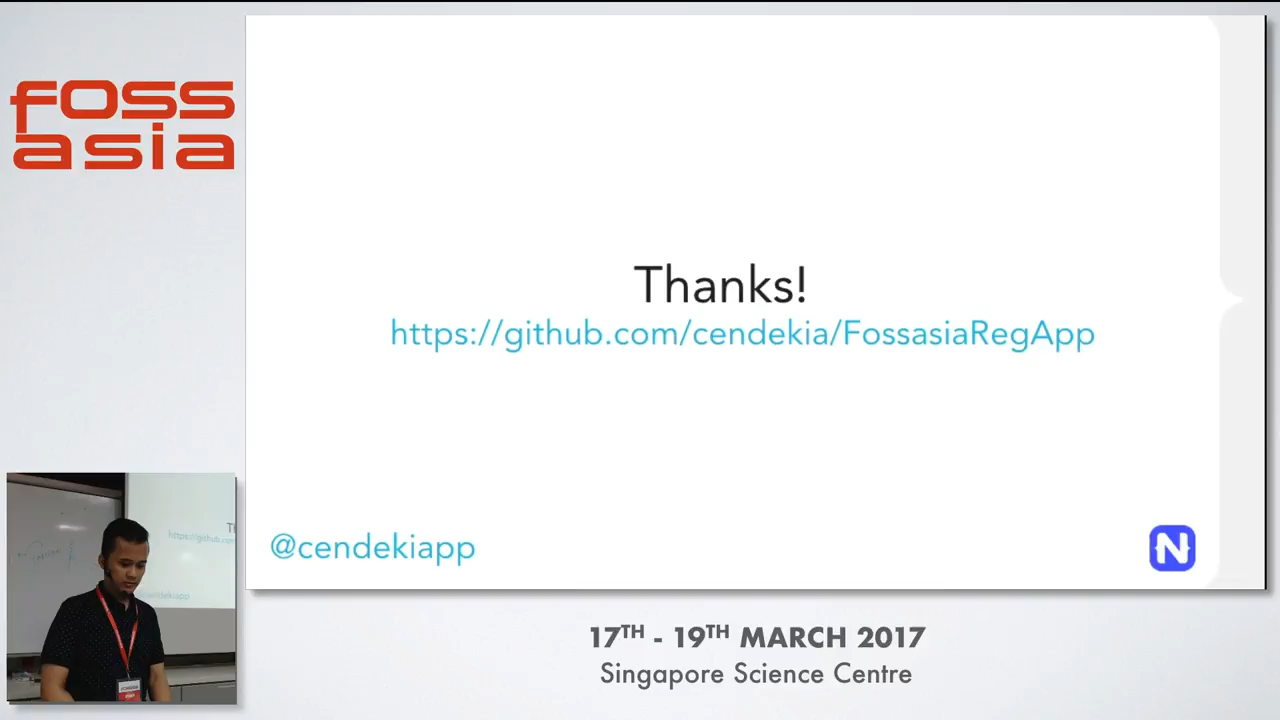 foss
asia
Thanks!
https://github.com/cendekia/FossasiaRegApp
@cendekiapp
N
17TH - 19TH MARCH 2017
Singapore Science Centre